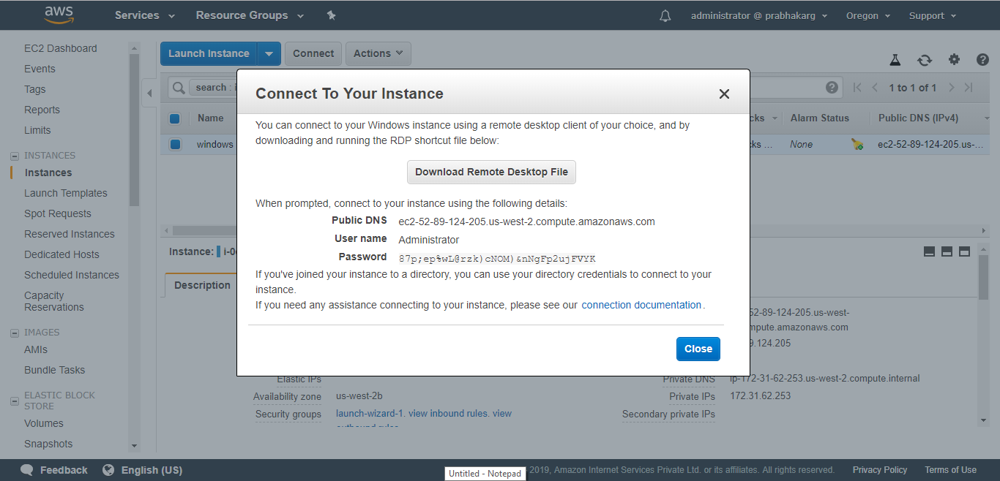 aws Services Resource Groups administrator @ prabhakarg Oregon Support
EC2 Dashboard
Events
Tags
Reports
Limits
INSTANCES
Instances
Launch Templates
Spot Requests
Reserved Instances
Dedicated Hosts
Scheduled Instances
Capacity
Reservations
IMAGES
AMIs
Bundle Tasks
ELASTIC BLOCK
STORE
Volumes
Snapshots
Launch Instance Connect Actions
search : i 1 to 1 of 1
Name cks Alarm Status Public DNS (IPv4)
windows cks ... None ec2-52-89-124-205.us-...
Connect To Your Instance
You can connect to your Windows instance using a remote desktop client of your choice, and by
downloading and running the RDP shortcut file below:
Download Remote Desktop File
When prompted, connect to your instance using the following details:
Public DNS ec2-52-89-124-205.us-west-2.compute.amazonaws.com
User name Administrator
Password 87p;ep%wL@rzk)cNOM)&nNgFp2ujFVYK
If you've joined your instance to a directory, you can use your directory credentials to connect to your
instance.
If you need any assistance connecting to your instance, please see our connection documentation.
Close
Instance: i-0
Description
52-89-124-205.us-west-
mpute.amazonaws.com
9.124.205
Elastic IPs Private DNS ip-172-31-62-253.us-west-2.compute.internal
Availability zone us-west-2b Private IPs 172.31.62.253
Security groups launch-wizard-1. view inbound rules. view Secondary private IPs
outbound rules
Feedback English (US) 2019, Amazon Internet Services Private Ltd. or its affiliates. All rights reserved. Privacy Policy Terms of Use
Untitled - Notepad